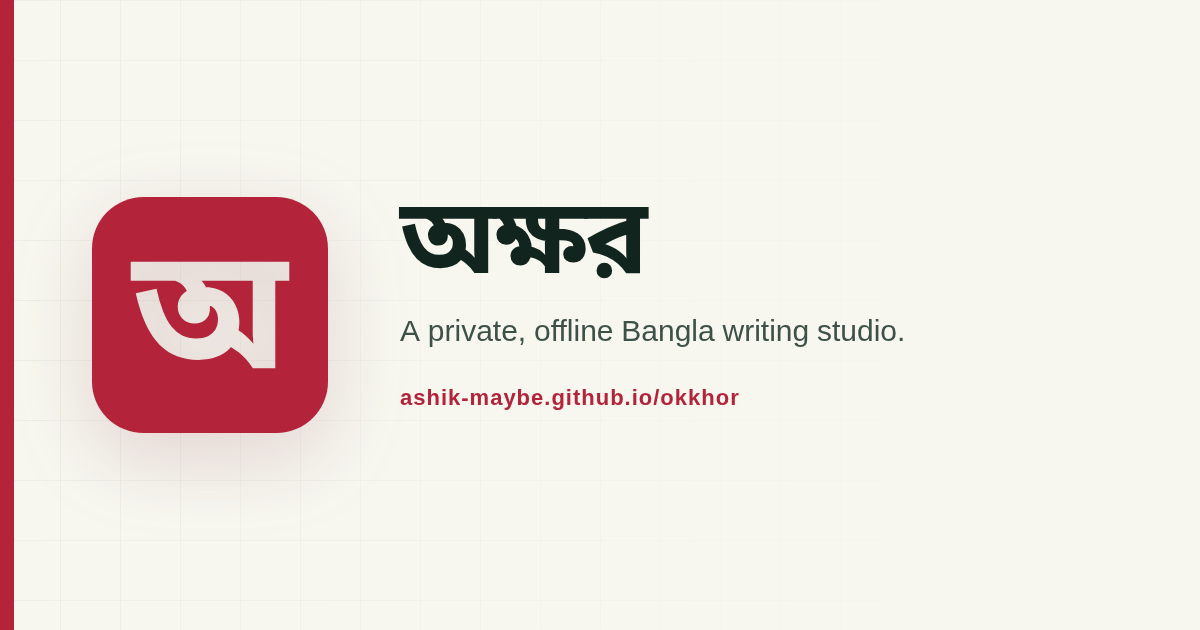 অ
অক্ষর
A private, offline Bangla writing studio.
ashik-maybe.github.io/okkhor